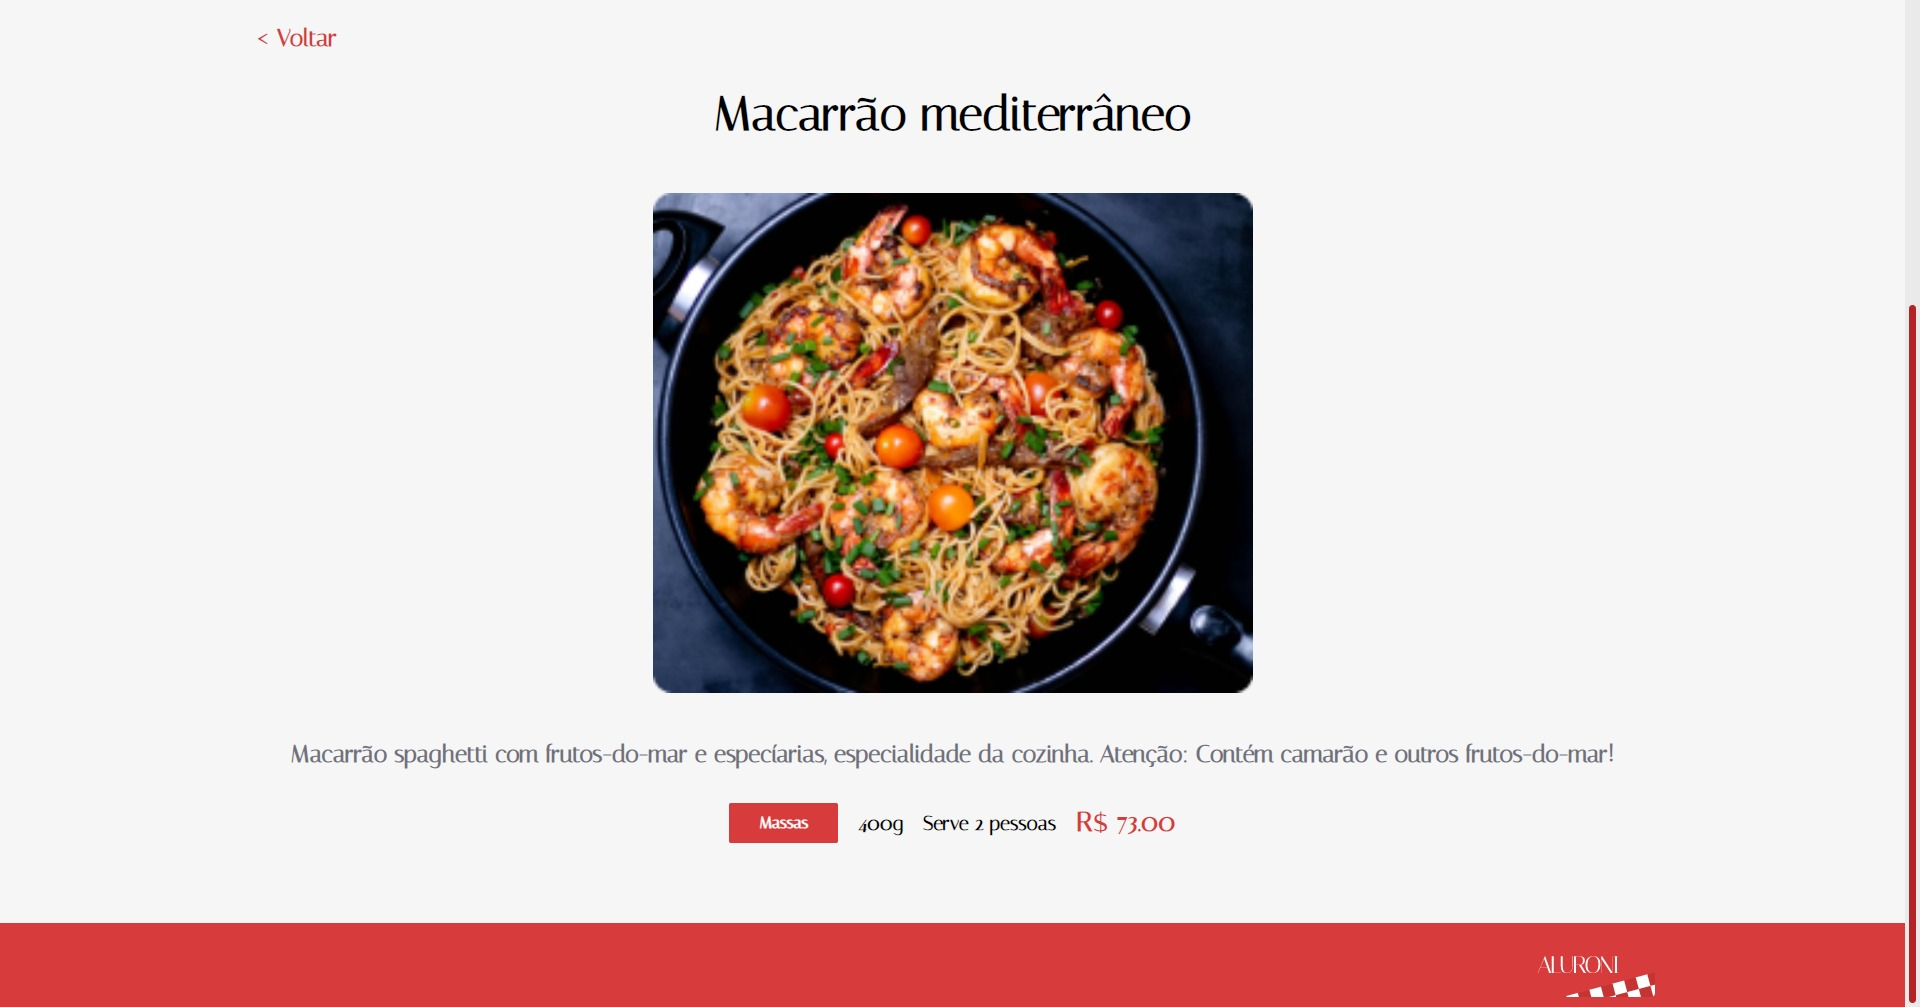 < Voltar
Macarrão mediterrâneo
Macarrão spaghetti com frutos-do-mar e especíarias, especialidade da cozinha. Atenção: Contém camarão e outros frutos-do-mar!
Massas 400g Serve 2 pessoas R$ 73.00
ALURONI